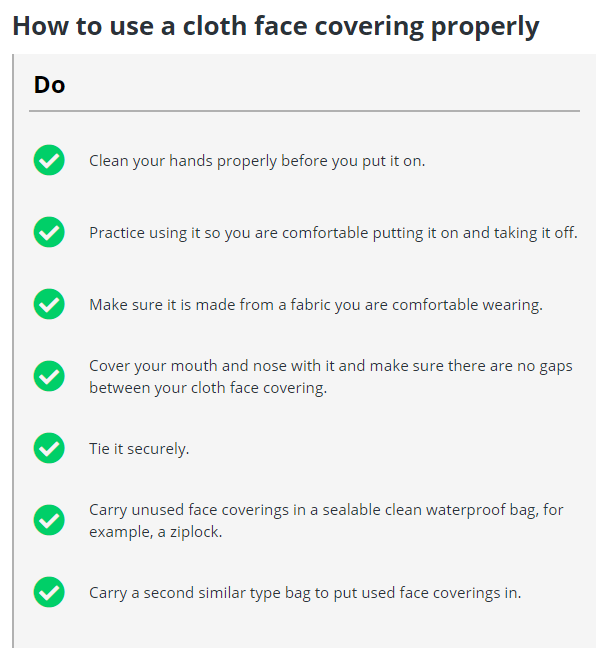 How to use a cloth face covering properly
Do
Clean your hands properly before you put it on.
Practice using it so you are comfortable putting it on and taking it off.
Make sure it is made from a fabric you are comfortable wearing.
Cover your mouth and nose with it and make sure there are no gaps
between your cloth face covering.
Tie it securely.
Carry unused face coverings in a sealable clean waterproof bag, for
example, a ziplock.
Carry a second similar type bag to put used face coverings in.